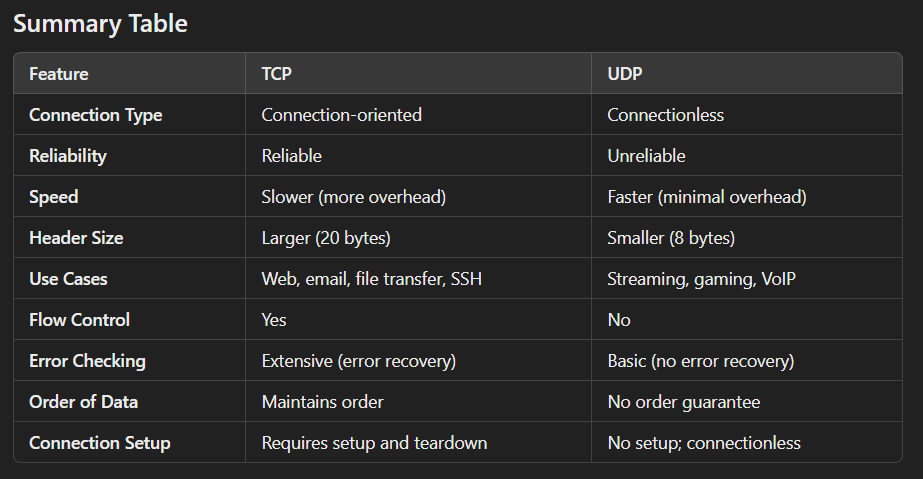 Summary Table
Feature TCP UDP
Connection Type Connection-oriented Connectionless
Reliability Reliable Unreliable
Speed Slower (more overhead) Faster (minimal overhead)
Header Size Larger (20 bytes) Smaller (8 bytes)
Use Cases Web, email, file transfer, SSH Streaming, gaming, VoIP
Flow Control Yes No
Error Checking Extensive (error recovery) Basic (no error recovery)
Order of Data Maintains order No order guarantee
Connection Setup Requires setup and teardown No setup; connectionless